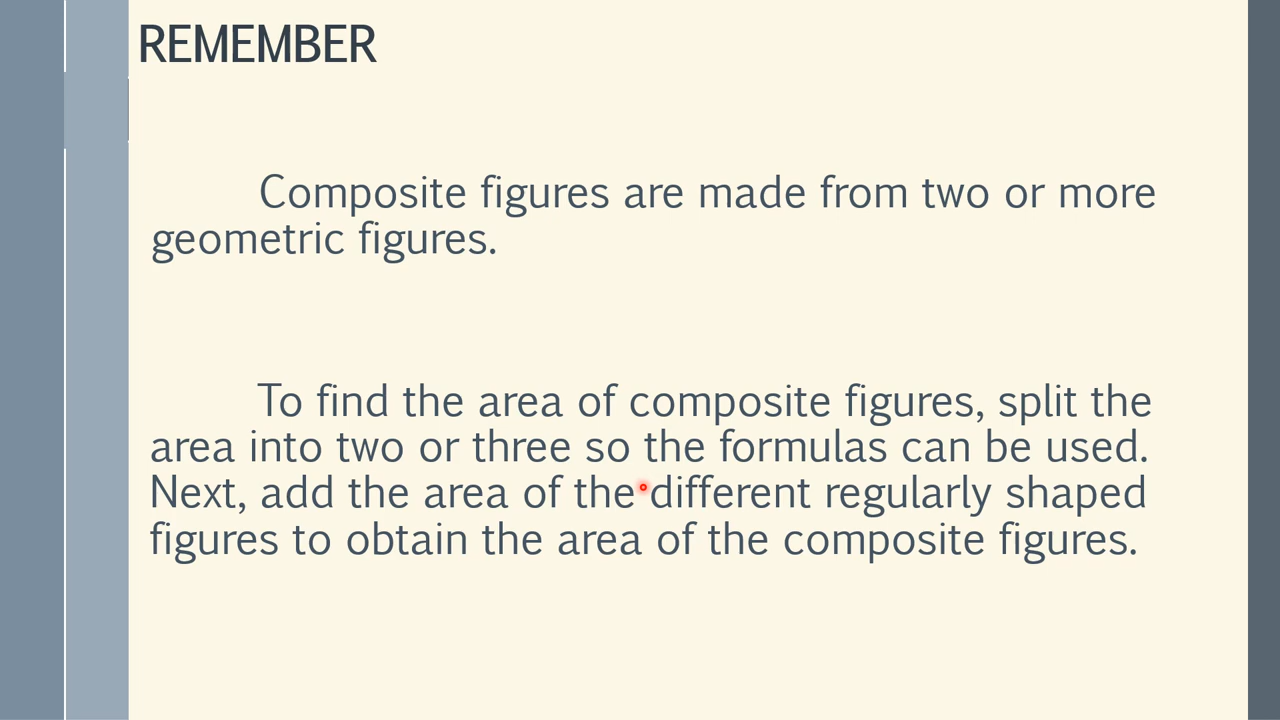 REMEMBER
Composite figures are made from two or more
geometric figures.
To find the area of composite figures, split the
area into two or three so the formulas can be used.
Next, add the area of the different regularly shaped
figures to obtain the area of the composite figures.